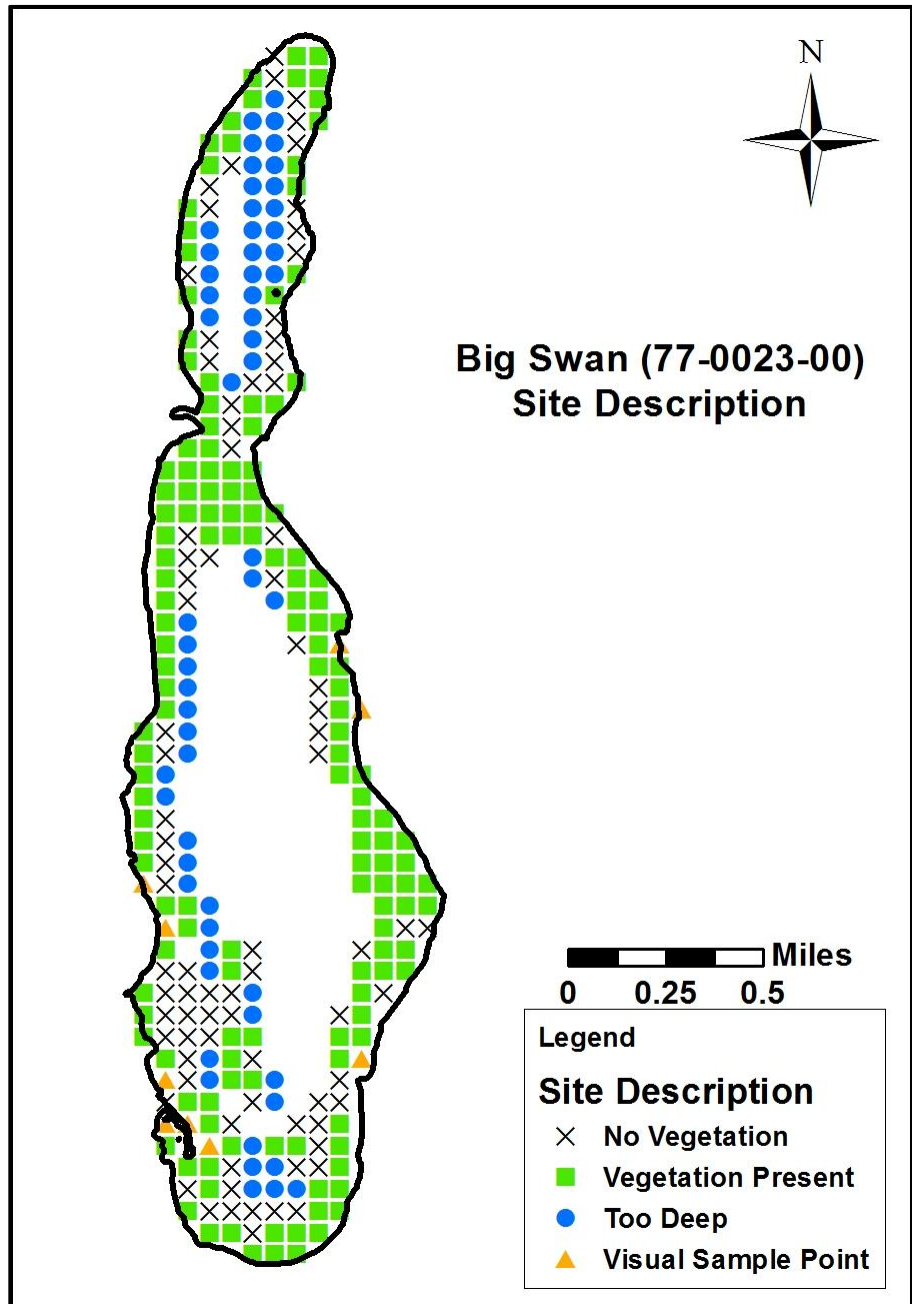 N
Big Swan (77-0023-00)
Site Description
Miles
0 0.25 0.5
Legend
Site Description
No Vegetation
Vegetation Present
Too Deep
Visual Sample Point